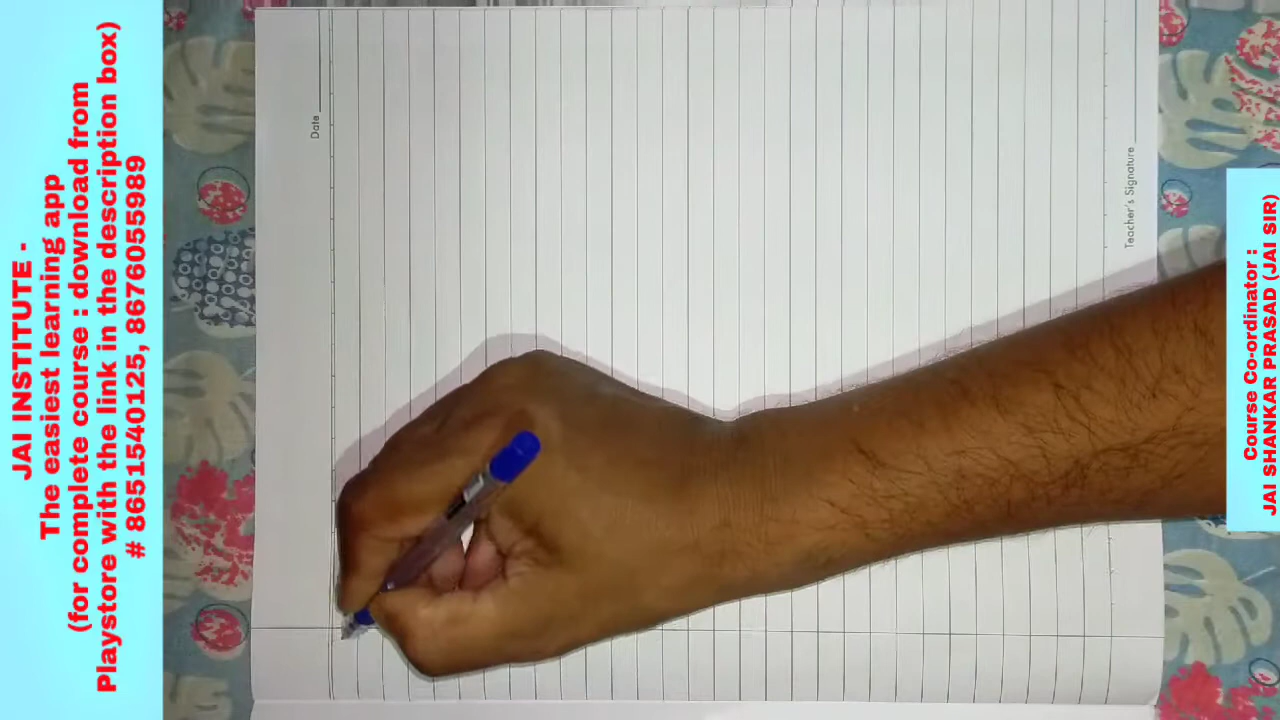 JAI INSTITUTE -
The easiest learning app
(for complete course : download from
Playstore with the link in the description box)
# 8651540125, 8676055989
Date
Teacher's Signature
Course Co-ordinator :
JAI SHANKAR PRASAD (JAI SIR)